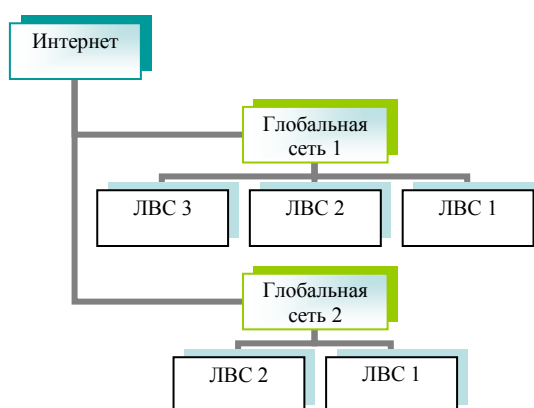 Интернет
Глобальная
сеть 1
ЛВС 3
ЛВС 2
ЛВС 1
Глобальная
сеть 2
ЛВС 2
ЛВС 1